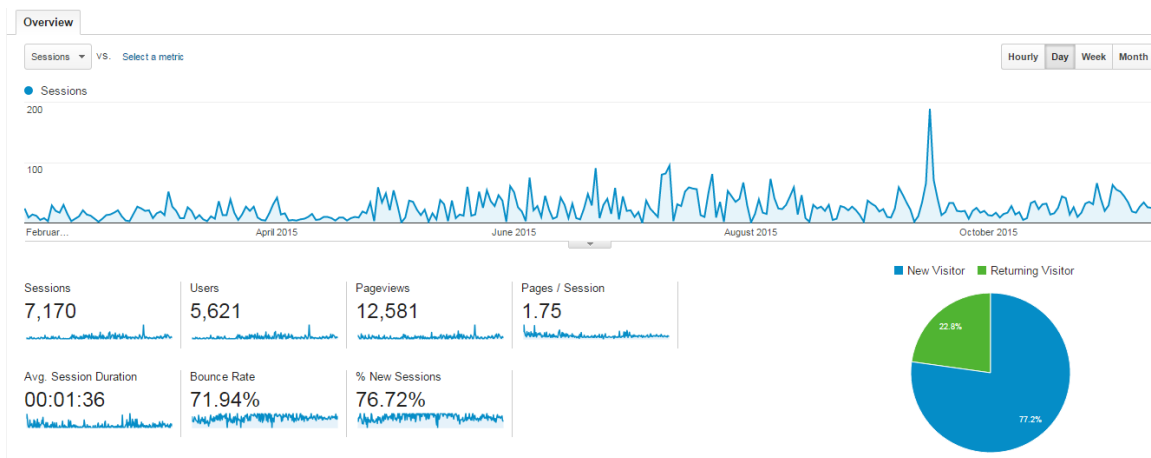 Overview
Sessions VS. Select a metric
Hourly Day Week Month
Sessions
200
100
Februar... April 2015 June 2015 August 2015 October 2015
New Visitor Returning Visitor
Sessions Users Pageviews Pages / Session
7,170 5,621 12,581 1.75
22.8%
Avg. Session Duration Bounce Rate % New Sessions
00:01:36 71.94% 76.72%
77.2%